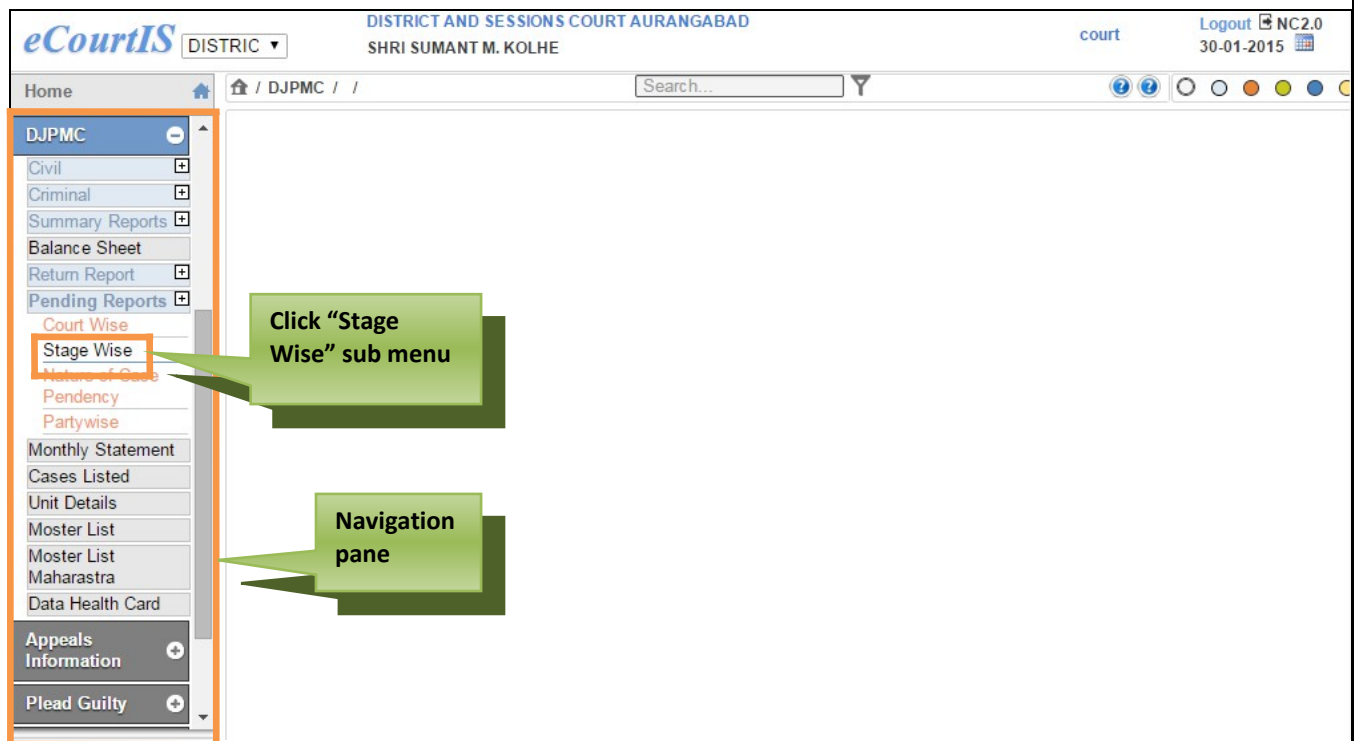 eCourtIS DISTRIC
DISTRICT AND SESSIONS COURT AURANGABAD
SHRI SUMANT M. KOLHE
court
Logout NC2.0
30-01-2015
Home
/ DJPMC / /
Search...
DJPMC
Civil
Criminal
Summary Reports
Balance Sheet
Return Report
Pending Reports
Court Wise
Stage Wise
Nature of Case
Pendency
Partywise
Monthly Statement
Cases Listed
Unit Details
Moster List
Moster List
Maharastra
Data Health Card
Appeals
Information
Plead Guilty
Click “Stage
Wise” sub menu
Navigation
pane